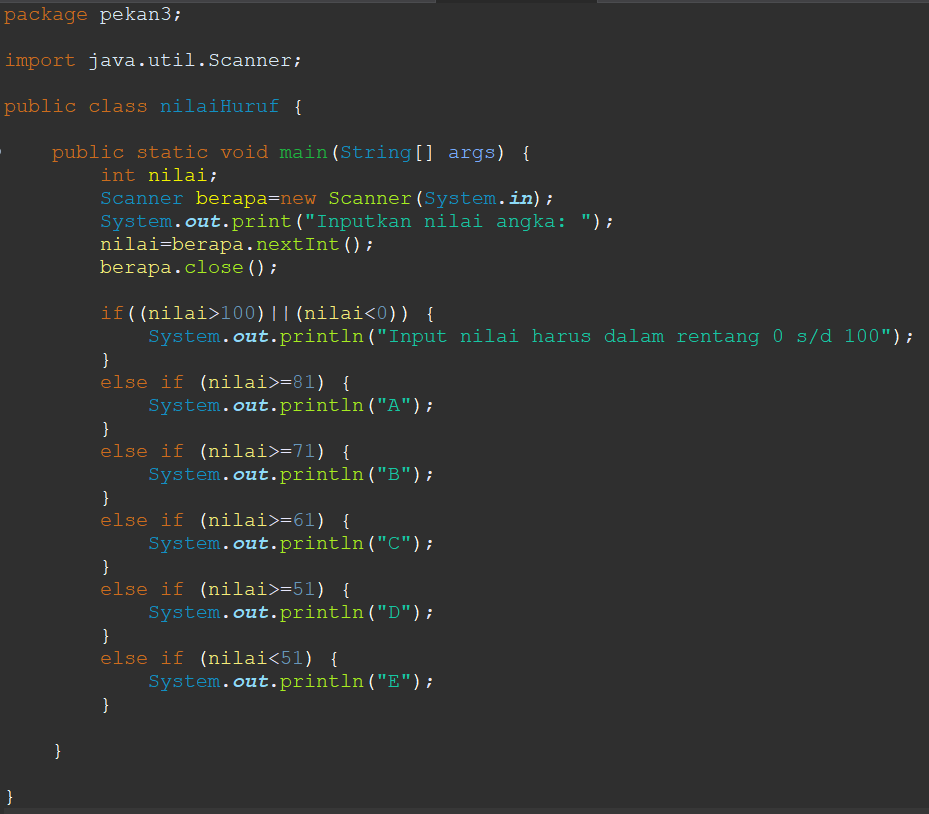 package pekan3;
import java.util.Scanner;
public class nilaiHuruf {
public static void main(String[] args) {
int nilai;
Scanner berapa=new Scanner(System.in);
System.out.print("Inputkan nilai angka: ");
nilai=berapa.nextInt();
berapa.close();
if((nilai>100)||(nilai<0)) {
System.out.println("Input nilai harus dalam rentang 0 s/d 100");
}
else if (nilai>=81) {
System.out.println("A");
}
else if (nilai>=71) {
System.out.println("B");
}
else if (nilai>=61) {
System.out.println("C");
}
else if (nilai>=51) {
System.out.println("D");
}
else if (nilai<51) {
System.out.println("E");
}
}
}